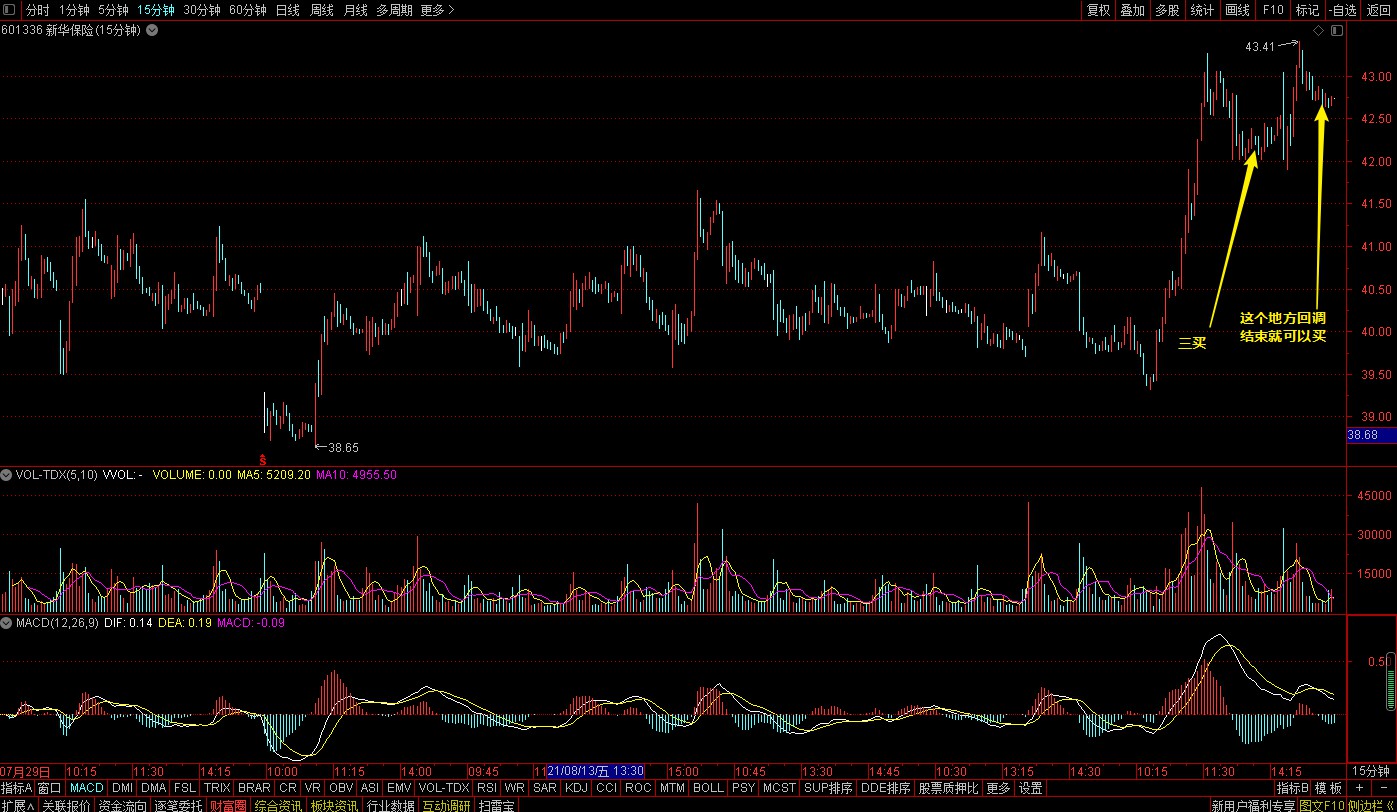 分时 1分钟 5分钟 15分钟 30分钟 60分钟 日线 周线 月线 多周期 更多 >
复权 叠加 多股 统计 画线 F10 标记 -自选 返回
601336 新华保险(15分钟)
43.41
43.00
42.50
42.00
41.50
41.00
40.50
40.00
39.50
39.00
38.68
三买
这个地方回调
结束就可以买
38.65
VOL-TDX(5,10) VVOL: - VOLUME: 0.00 MA5: 5209.20 MA10: 4955.50
45000
30000
15000
MACD(12,26,9) DIF: 0.14 DEA: 0.19 MACD: -0.09
0.50
07月29日 10:15 11:30 14:15 10:00 11:15 14:00 09:45 11 21/08/13/五 13:30 15:00 10:45 13:30 14:45 10:30 13:15 14:30 10:15 11:30 14:15 15分钟
指标A 窗口 MACD DMI DMA FSL TRIX BRAR CR VR OBV ASI EMV VOL-TDX RSI WR SAR KDJ CCI ROC MTM BOLL PSY MCST SUP排序 DDE排序 股票质押比 更多 设置 指标B 模板 + -
扩展∧ 关联报价 资金流向 逐笔委托 财富圈 综合资讯 板块资讯 行业数据 互动调研 扫雷宝 新用户福利专享 图文F10 侧边栏《